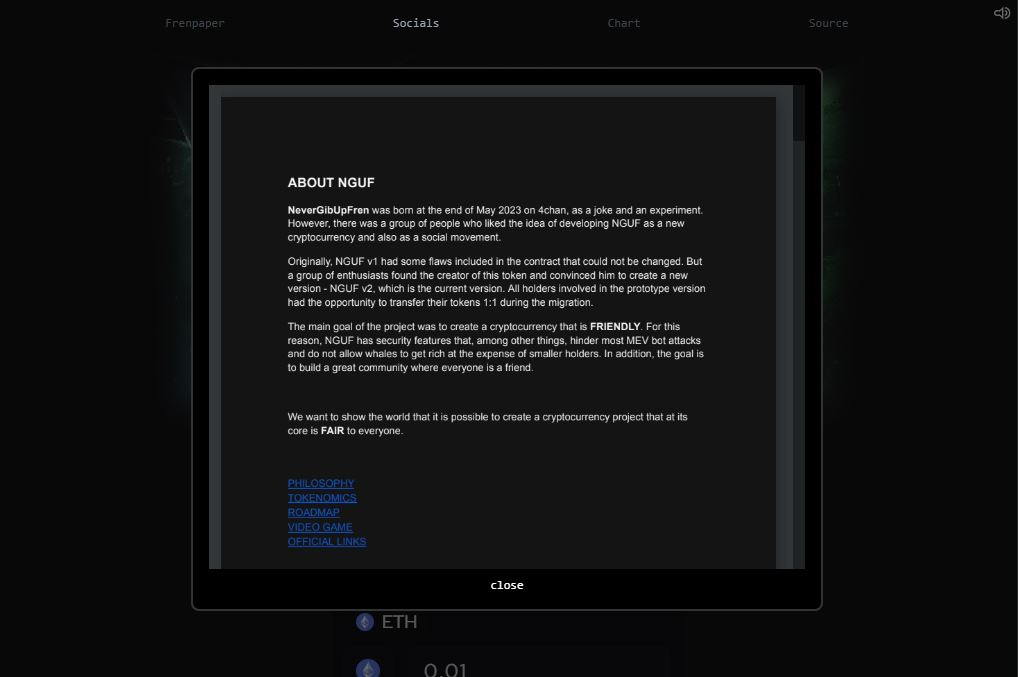 Frenpaper Socials Chart Source
ABOUT NGUF
NeverGibUpFren was born at the end of May 2023 on 4chan, as a joke and an experiment.
However, there was a group of people who liked the idea of developing NGUF as a new
cryptocurrency and also as a social movement.
Originally, NGUF v1 had some flaws included in the contract that could not be changed. But
a group of enthusiasts found the creator of this token and convinced him to create a new
version - NGUF v2, which is the current version. All holders involved in the prototype version
had the opportunity to transfer their tokens 1:1 during the migration.
The main goal of the project was to create a cryptocurrency that is FRIENDLY. For this
reason, NGUF has security features that, among other things, hinder most MEV bot attacks
and do not allow whales to get rich at the expense of smaller holders. In addition, the goal is
to build a great community where everyone is a friend.
We want to show the world that it is possible to create a cryptocurrency project that at its
core is FAIR to everyone.
PHILOSOPHY
TOKENOMICS
ROADMAP
VIDEO GAME
OFFICIAL LINKS
close
ETH
0.01